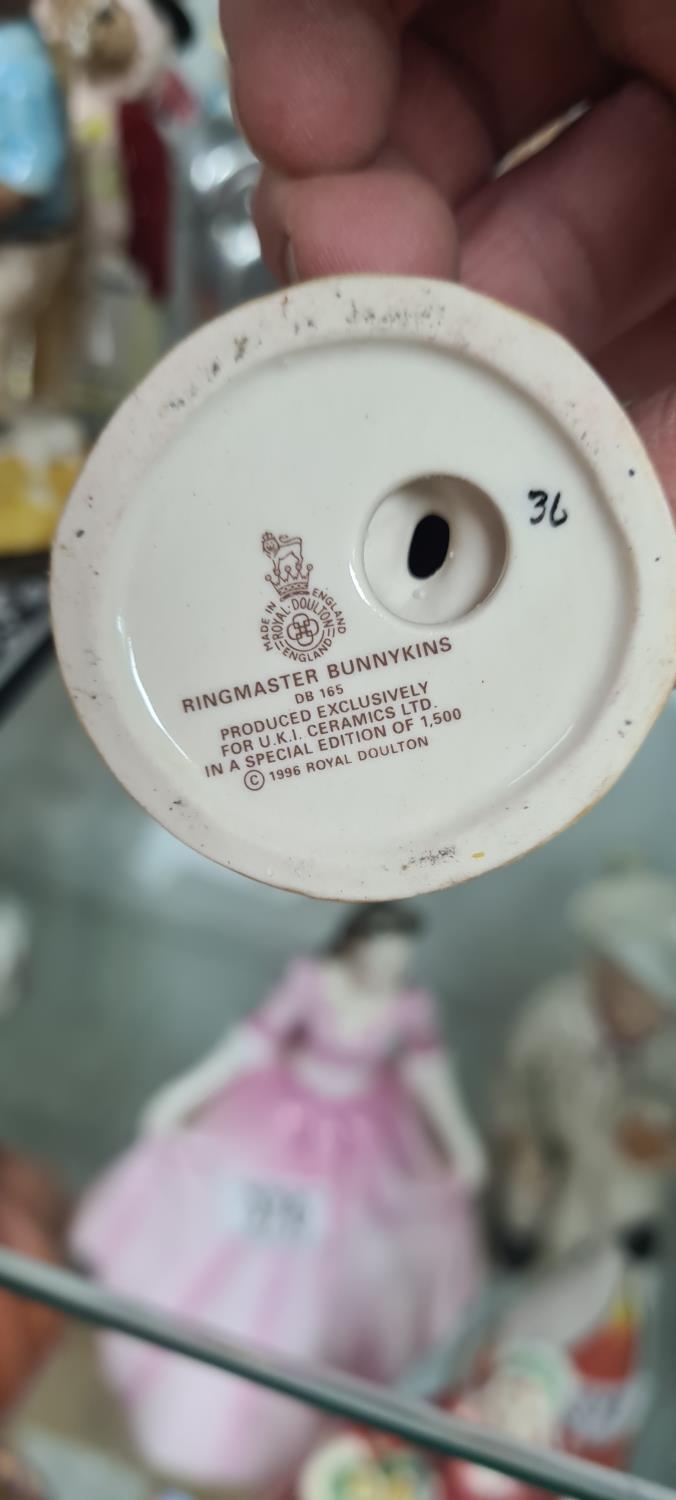 36
MADE IN ENGLAND
ROYAL DOULTON
ENGLAND
RINGMASTER BUNNYKINS
DB 165
PRODUCED EXCLUSIVELY
FOR U.K.I. CERAMICS LTD.
IN A SPECIAL EDITION OF 1,500
© 1996 ROYAL DOULTON